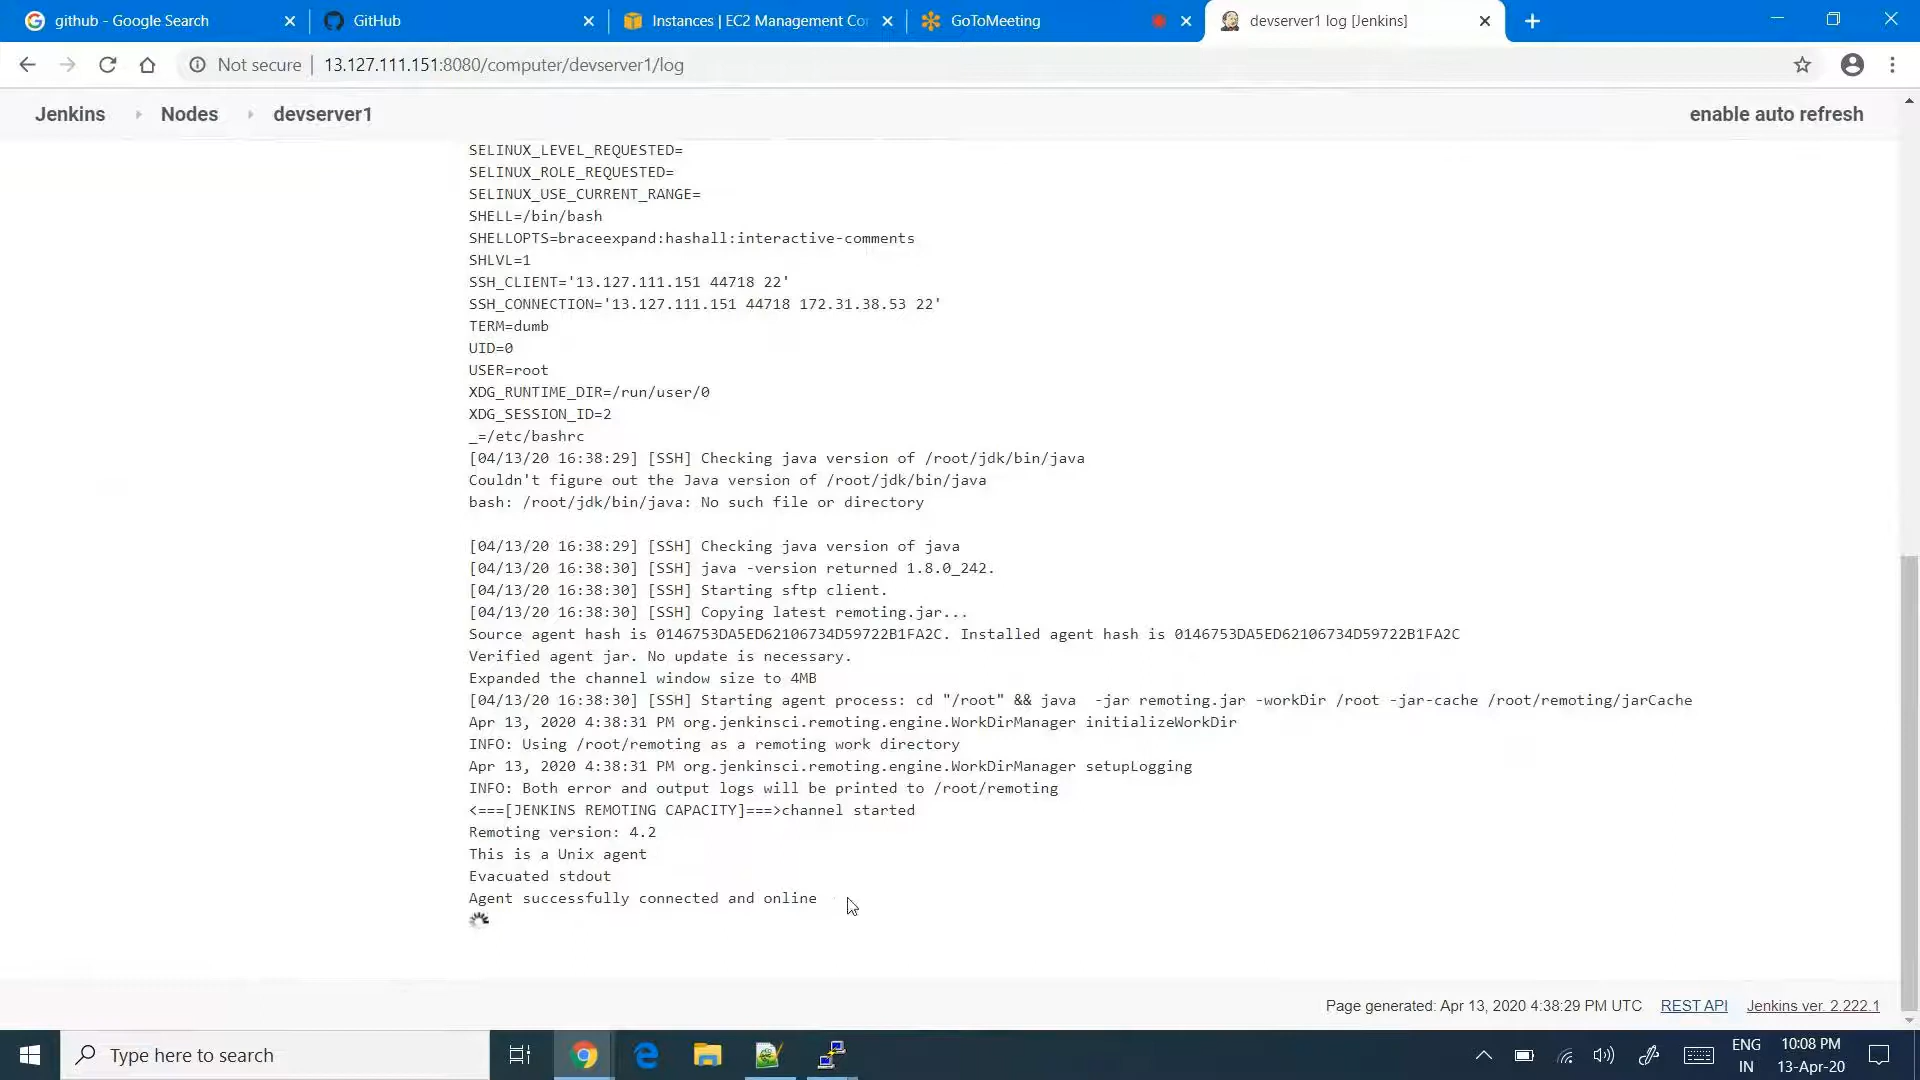 github - Google Search
GitHub
Instances | EC2 Management Co
GoToMeeting
devserver1 log [Jenkins]
Not secure
13.127.111.151:8080/computer/devserver1/log
Jenkins
Nodes
devserver1
enable auto refresh
SELINUX_LEVEL_REQUESTED=
SELINUX_ROLE_REQUESTED=
SELINUX_USE_CURRENT_RANGE=
SHELL=/bin/bash
SHELLOPTS=braceexpand:hashall:interactive-comments
SHLVL=1
SSH_CLIENT='13.127.111.151 44718 22'
SSH_CONNECTION='13.127.111.151 44718 172.31.38.53 22'
TERM=dumb
UID=0
USER=root
XDG_RUNTIME_DIR=/run/user/0
XDG_SESSION_ID=2
_=/etc/bashrc
[04/13/20 16:38:29] [SSH] Checking java version of /root/jdk/bin/java
Couldn't figure out the Java version of /root/jdk/bin/java
bash: /root/jdk/bin/java: No such file or directory
[04/13/20 16:38:29] [SSH] Checking java version of java
[04/13/20 16:38:30] [SSH] java -version returned 1.8.0_242.
[04/13/20 16:38:30] [SSH] Starting sftp client.
[04/13/20 16:38:30] [SSH] Copying latest remoting.jar...
Source agent hash is 0146753DA5ED62106734D59722B1FA2C. Installed agent hash is 0146753DA5ED62106734D59722B1FA2C
Verified agent jar. No update is necessary.
Expanded the channel window size to 4MB
[04/13/20 16:38:30] [SSH] Starting agent process: cd "/root" && java  -jar remoting.jar -workDir /root -jar-cache /root/remoting/jarCache
Apr 13, 2020 4:38:31 PM org.jenkinsci.remoting.engine.WorkDirManager initializeWorkDir
INFO: Using /root/remoting as a remoting work directory
Apr 13, 2020 4:38:31 PM org.jenkinsci.remoting.engine.WorkDirManager setupLogging
INFO: Both error and output logs will be printed to /root/remoting
<===[JENKINS REMOTING CAPACITY]===>channel started
Remoting version: 4.2
This is a Unix agent
Evacuated stdout
Agent successfully connected and online
Page generated: Apr 13, 2020 4:38:29 PM UTC
REST API
Jenkins ver. 2.222.1
Type here to search
ENG
IN
10:08 PM
13-Apr-20